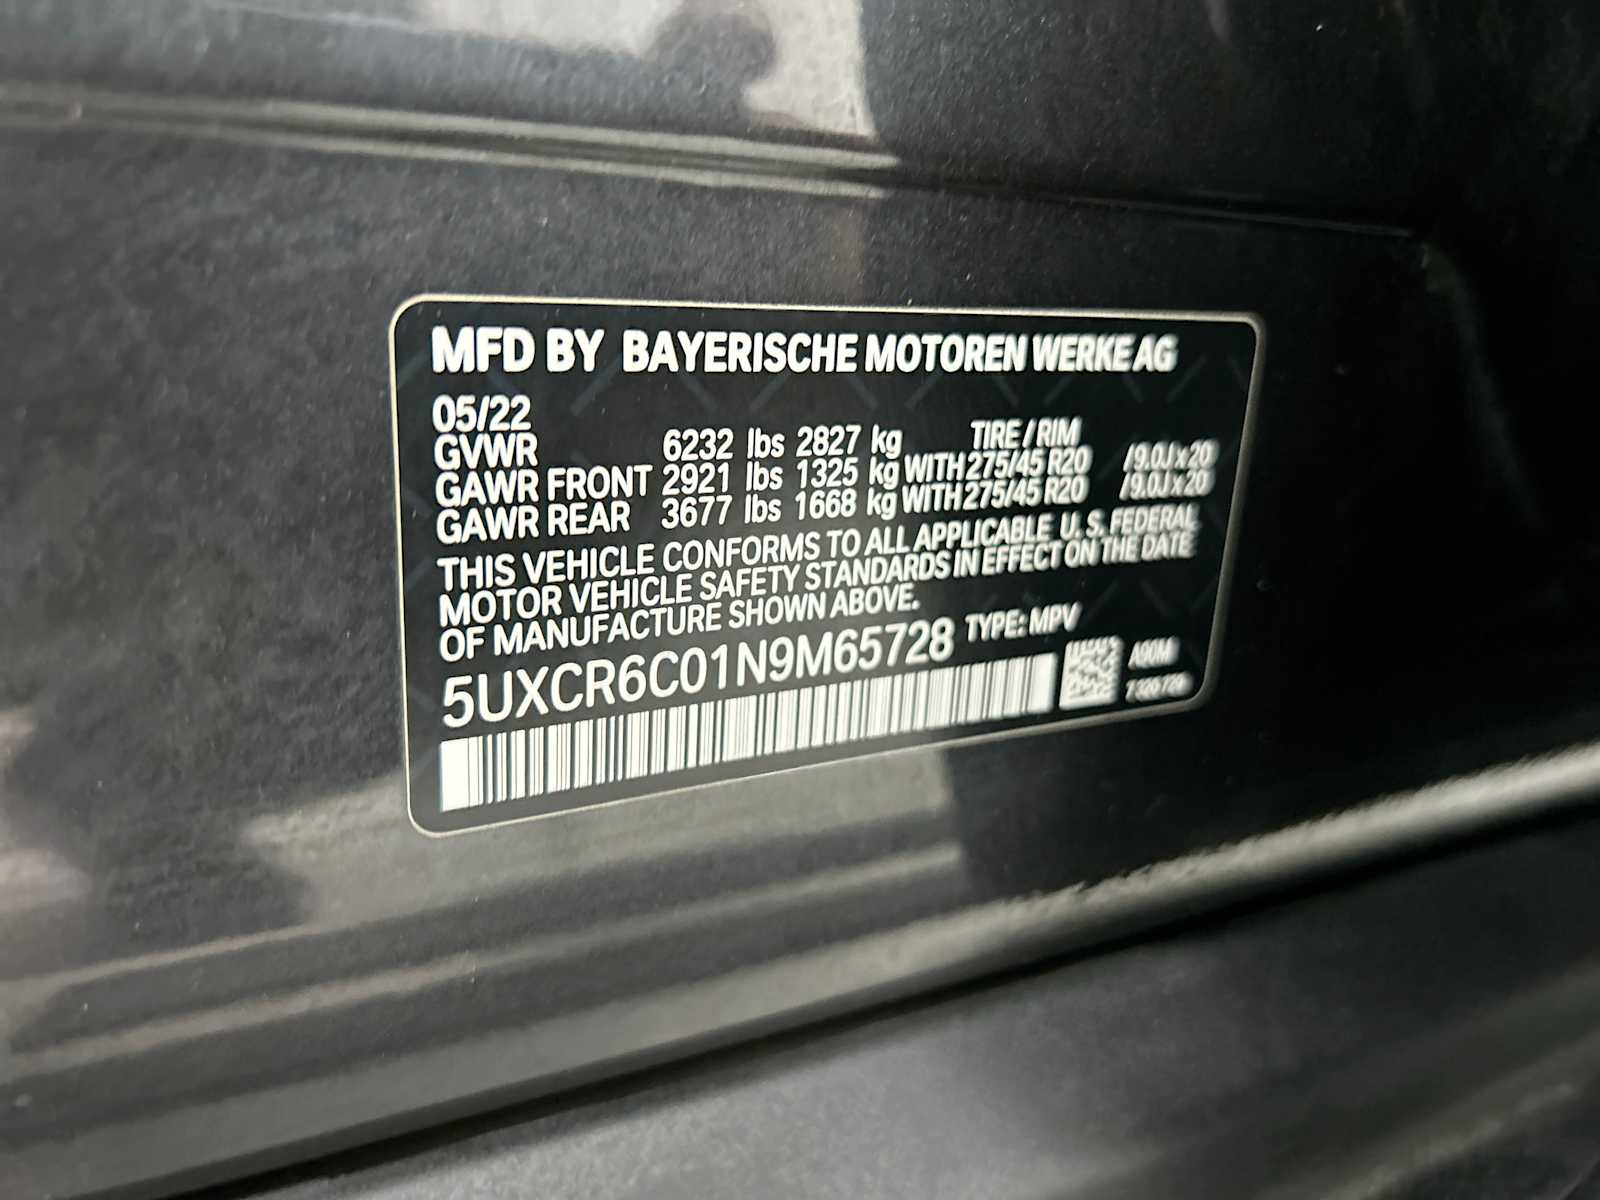 MFD BY BAYERISCHE MOTOREN WERKE AG
05/22
GVWR 6232 lbs 2827 kg TIRE / RIM
GAWR FRONT 2921 lbs 1325 kg WITH 275/45 R20 /9.0J x 20
GAWR REAR 3677 lbs 1668 kg WITH 275/45 R20 /9.0J x 20
THIS VEHICLE CONFORMS TO ALL APPLICABLE U.S. FEDERAL
MOTOR VEHICLE SAFETY STANDARDS IN EFFECT ON THE DATE
OF MANUFACTURE SHOWN ABOVE.
5UXCR6C01N9M65728 TYPE: MPV
A90M